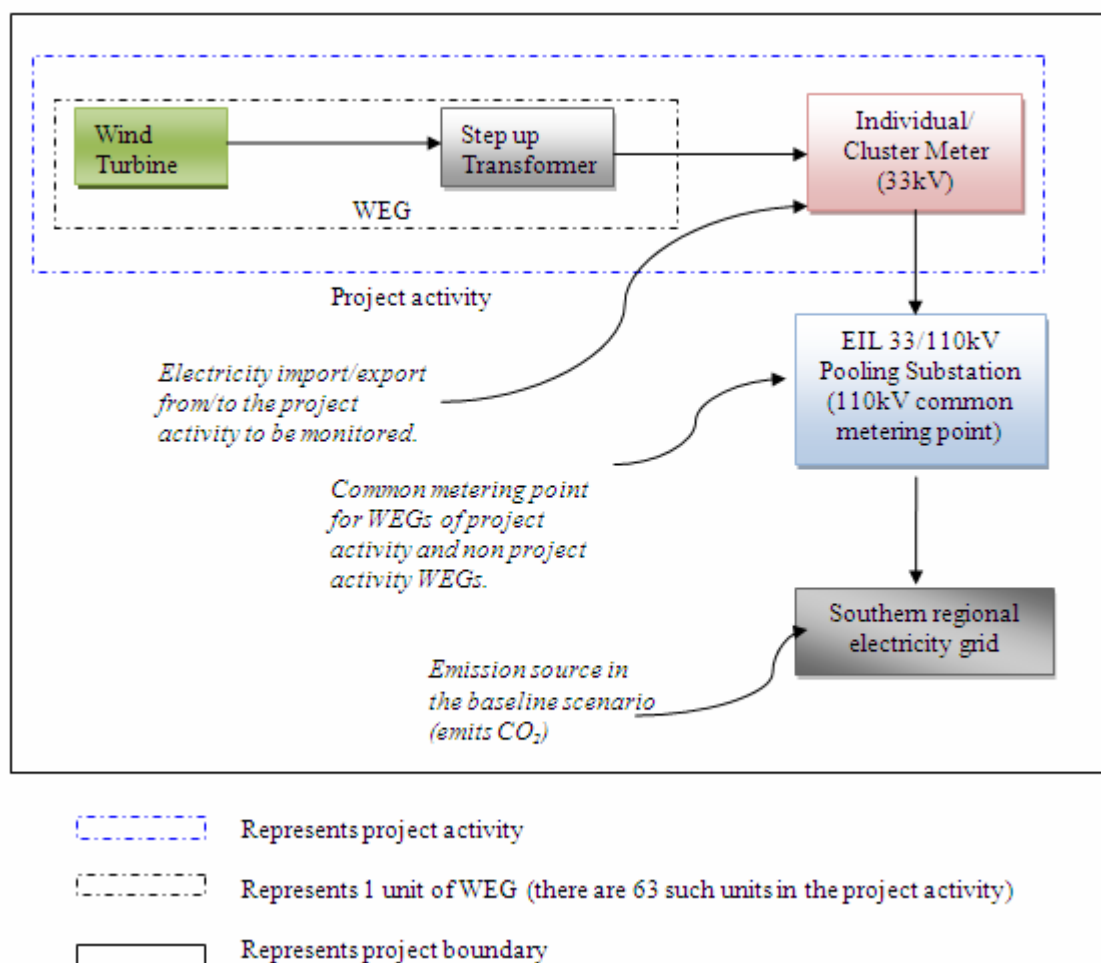 Wind
Turbine
Step up
Transformer
Individual/
Cluster Meter
(33kV)
WEG
Project activity
EIL 33/110kV
Pooling Substation
(110kV common
metering point)
Electricity import/export
from/to the project
activity to be monitored.
Common metering point
for WEGs of project
activity and non project
activity WEGs.
Southern regional
electricity grid
Emission source in
the baseline scenario
(emits CO₂)
Represents project activity
Represents 1 unit of WEG (there are 63 such units in the project activity)
Represents project boundary